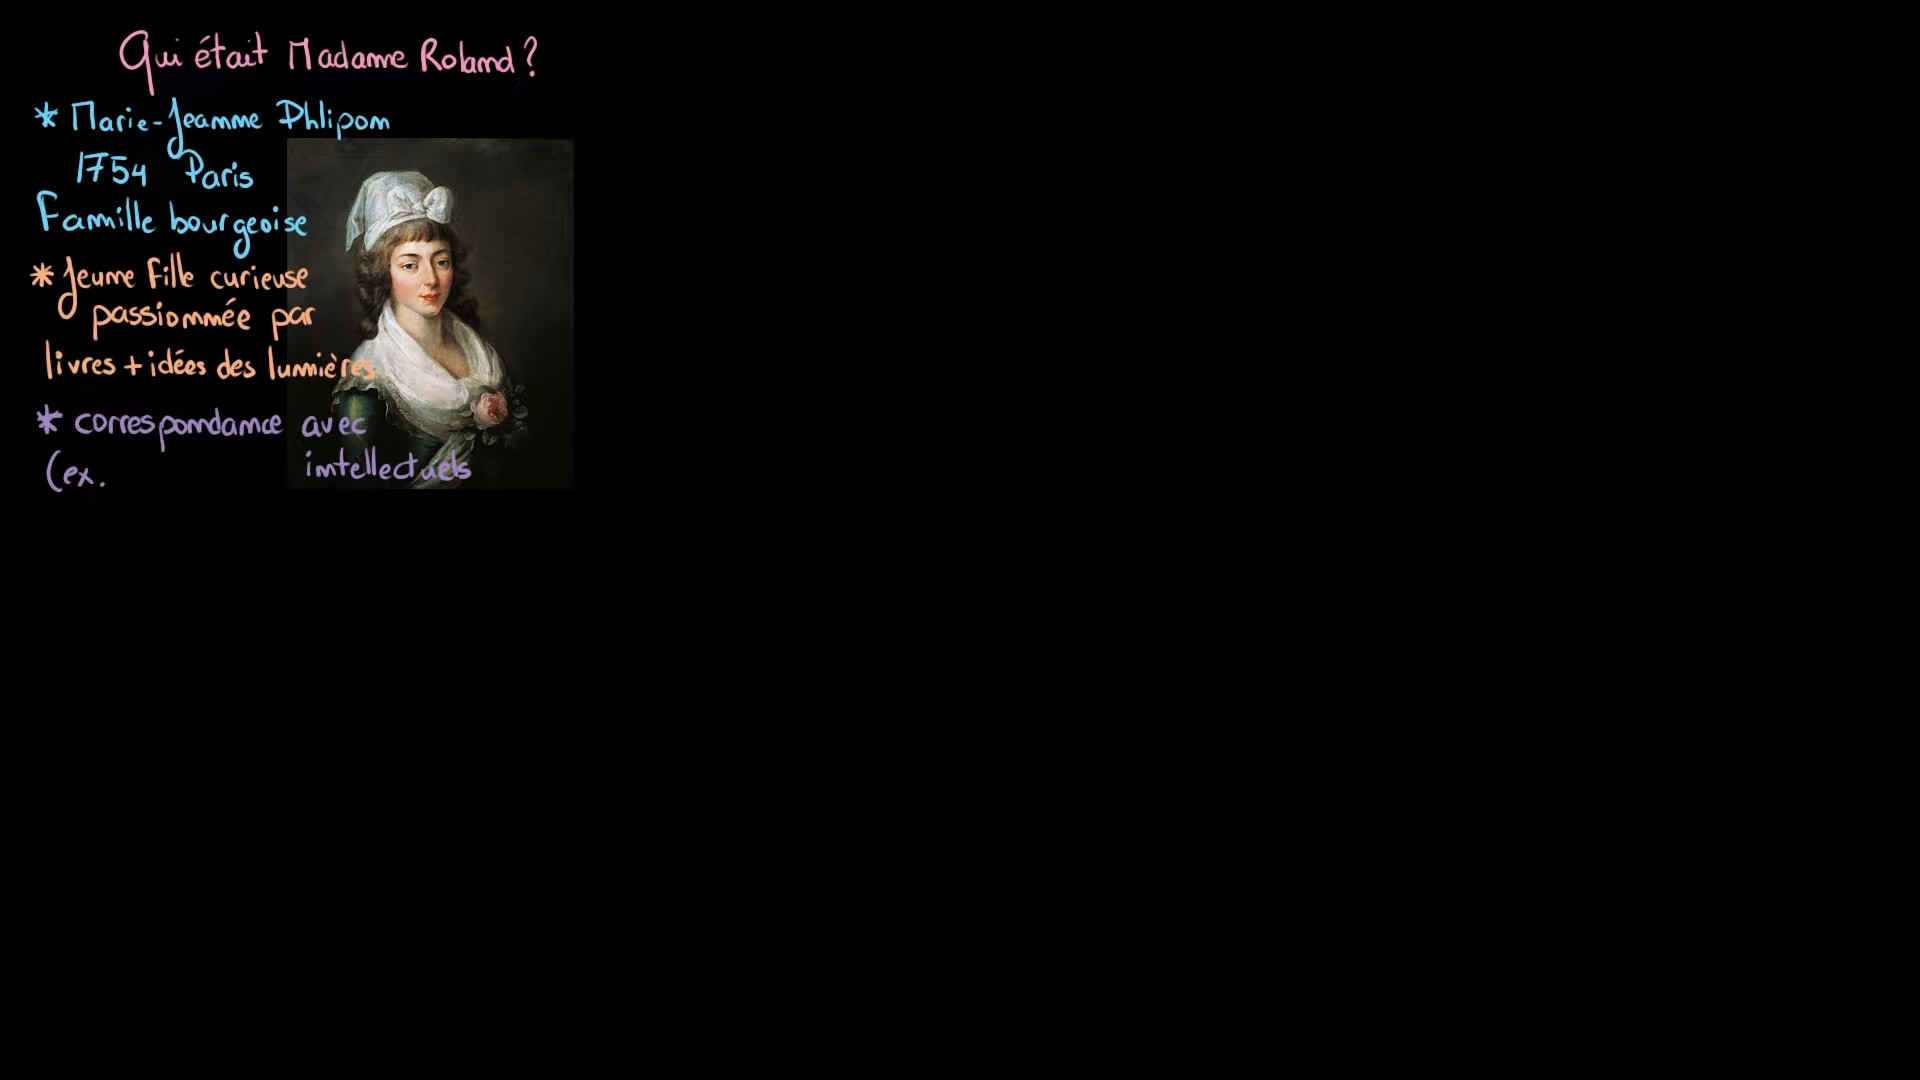 Qui était Madame Roland?
* Marie-Jeanne Phlipon
1754 Paris
Famille bourgeoise
* Jeune fille curieuse
passionnée par
livres + idées des lumières
* correspondance avec
intellectuels
(ex.